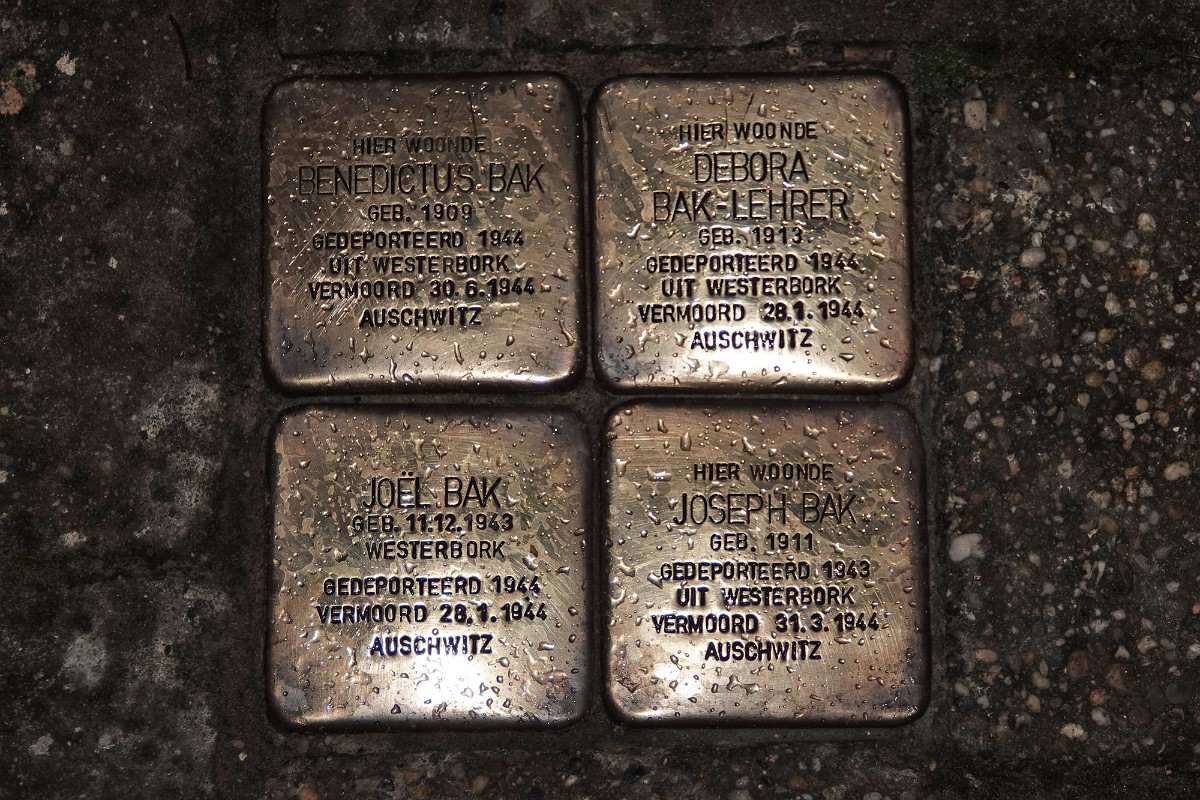 HIER WOONDE
BENEDICTUS BAK
GEB. 1909
GEDEPORTEERD 1944
UIT WESTERBORK
VERMOORD 30.6.1944
AUSCHWITZ
HIER WOONDE
DEBORA
BAK-LEHRER
GEB. 1913
GEDEPORTEERD 1944
UIT WESTERBORK
VERMOORD 28.1.1944
AUSCHWITZ
JOËL BAK
GEB. 11.12.1943
WESTERBORK
GEDEPORTEERD 1944
VERMOORD 28.1.1944
AUSCHWITZ
HIER WOONDE
JOSEPH BAK
GEB. 1911
GEDEPORTEERD 1943
UIT WESTERBORK
VERMOORD 31.3.1944
AUSCHWITZ